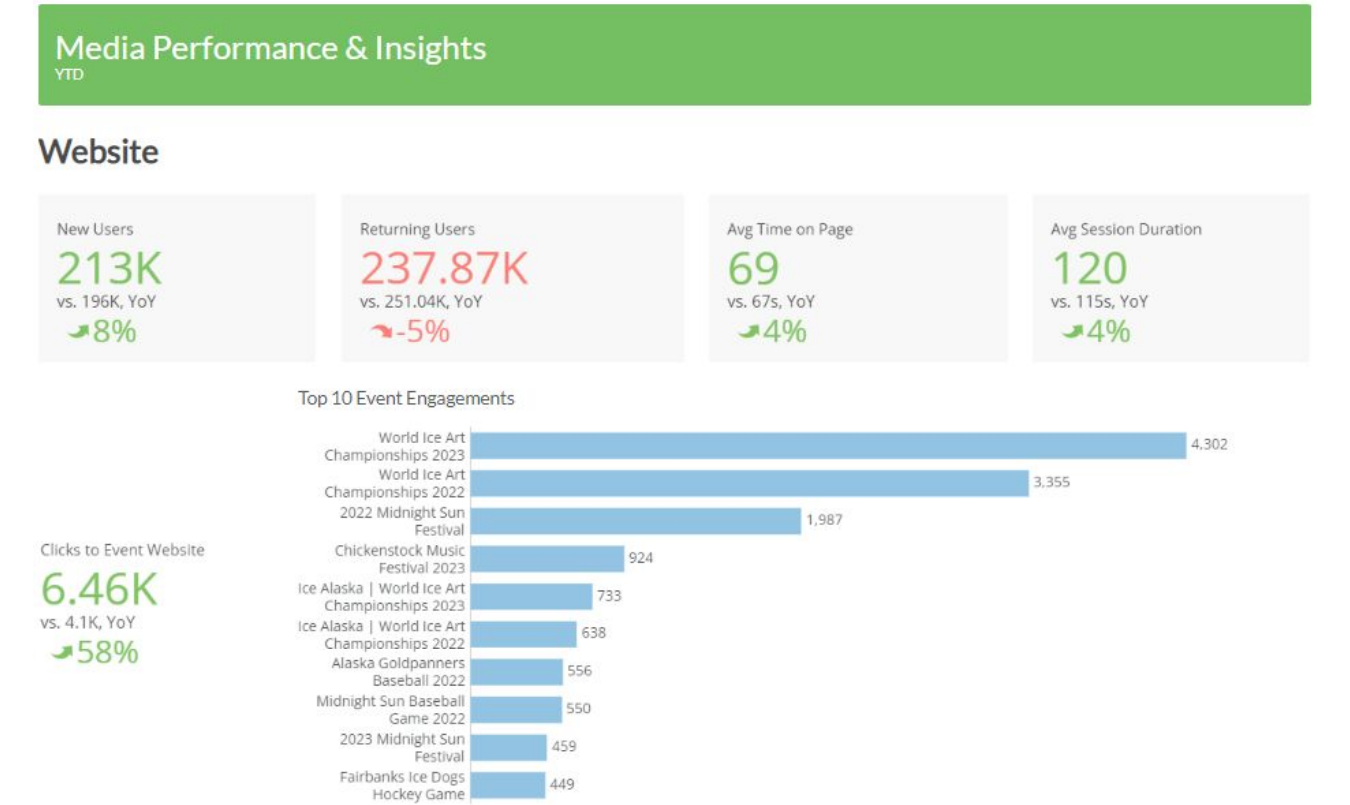 Media Performance & Insights
YTD
Website
New Users
213K
vs. 196K, YoY
8%
Returning Users
237.87K
vs. 251.04K, YoY
-5%
Avg Time on Page
69
vs. 67s, YoY
4%
Avg Session Duration
120
vs. 115s, YoY
4%
Clicks to Event Website
6.46K
vs. 4.1K, YoY
58%
Top 10 Event Engagements
World Ice Art
Championships 2023
4,302
World Ice Art
Championships 2022
3,355
2022 Midnight Sun
Festival
1,987
Chickenstock Music
Festival 2023
924
Ice Alaska | World Ice Art
Championships 2023
733
Ice Alaska | World Ice Art
Championships 2022
638
Alaska Goldpanners
Baseball 2022
556
Midnight Sun Baseball
Game 2022
550
2023 Midnight Sun
Festival
459
Fairbanks Ice Dogs
Hockey Game
449